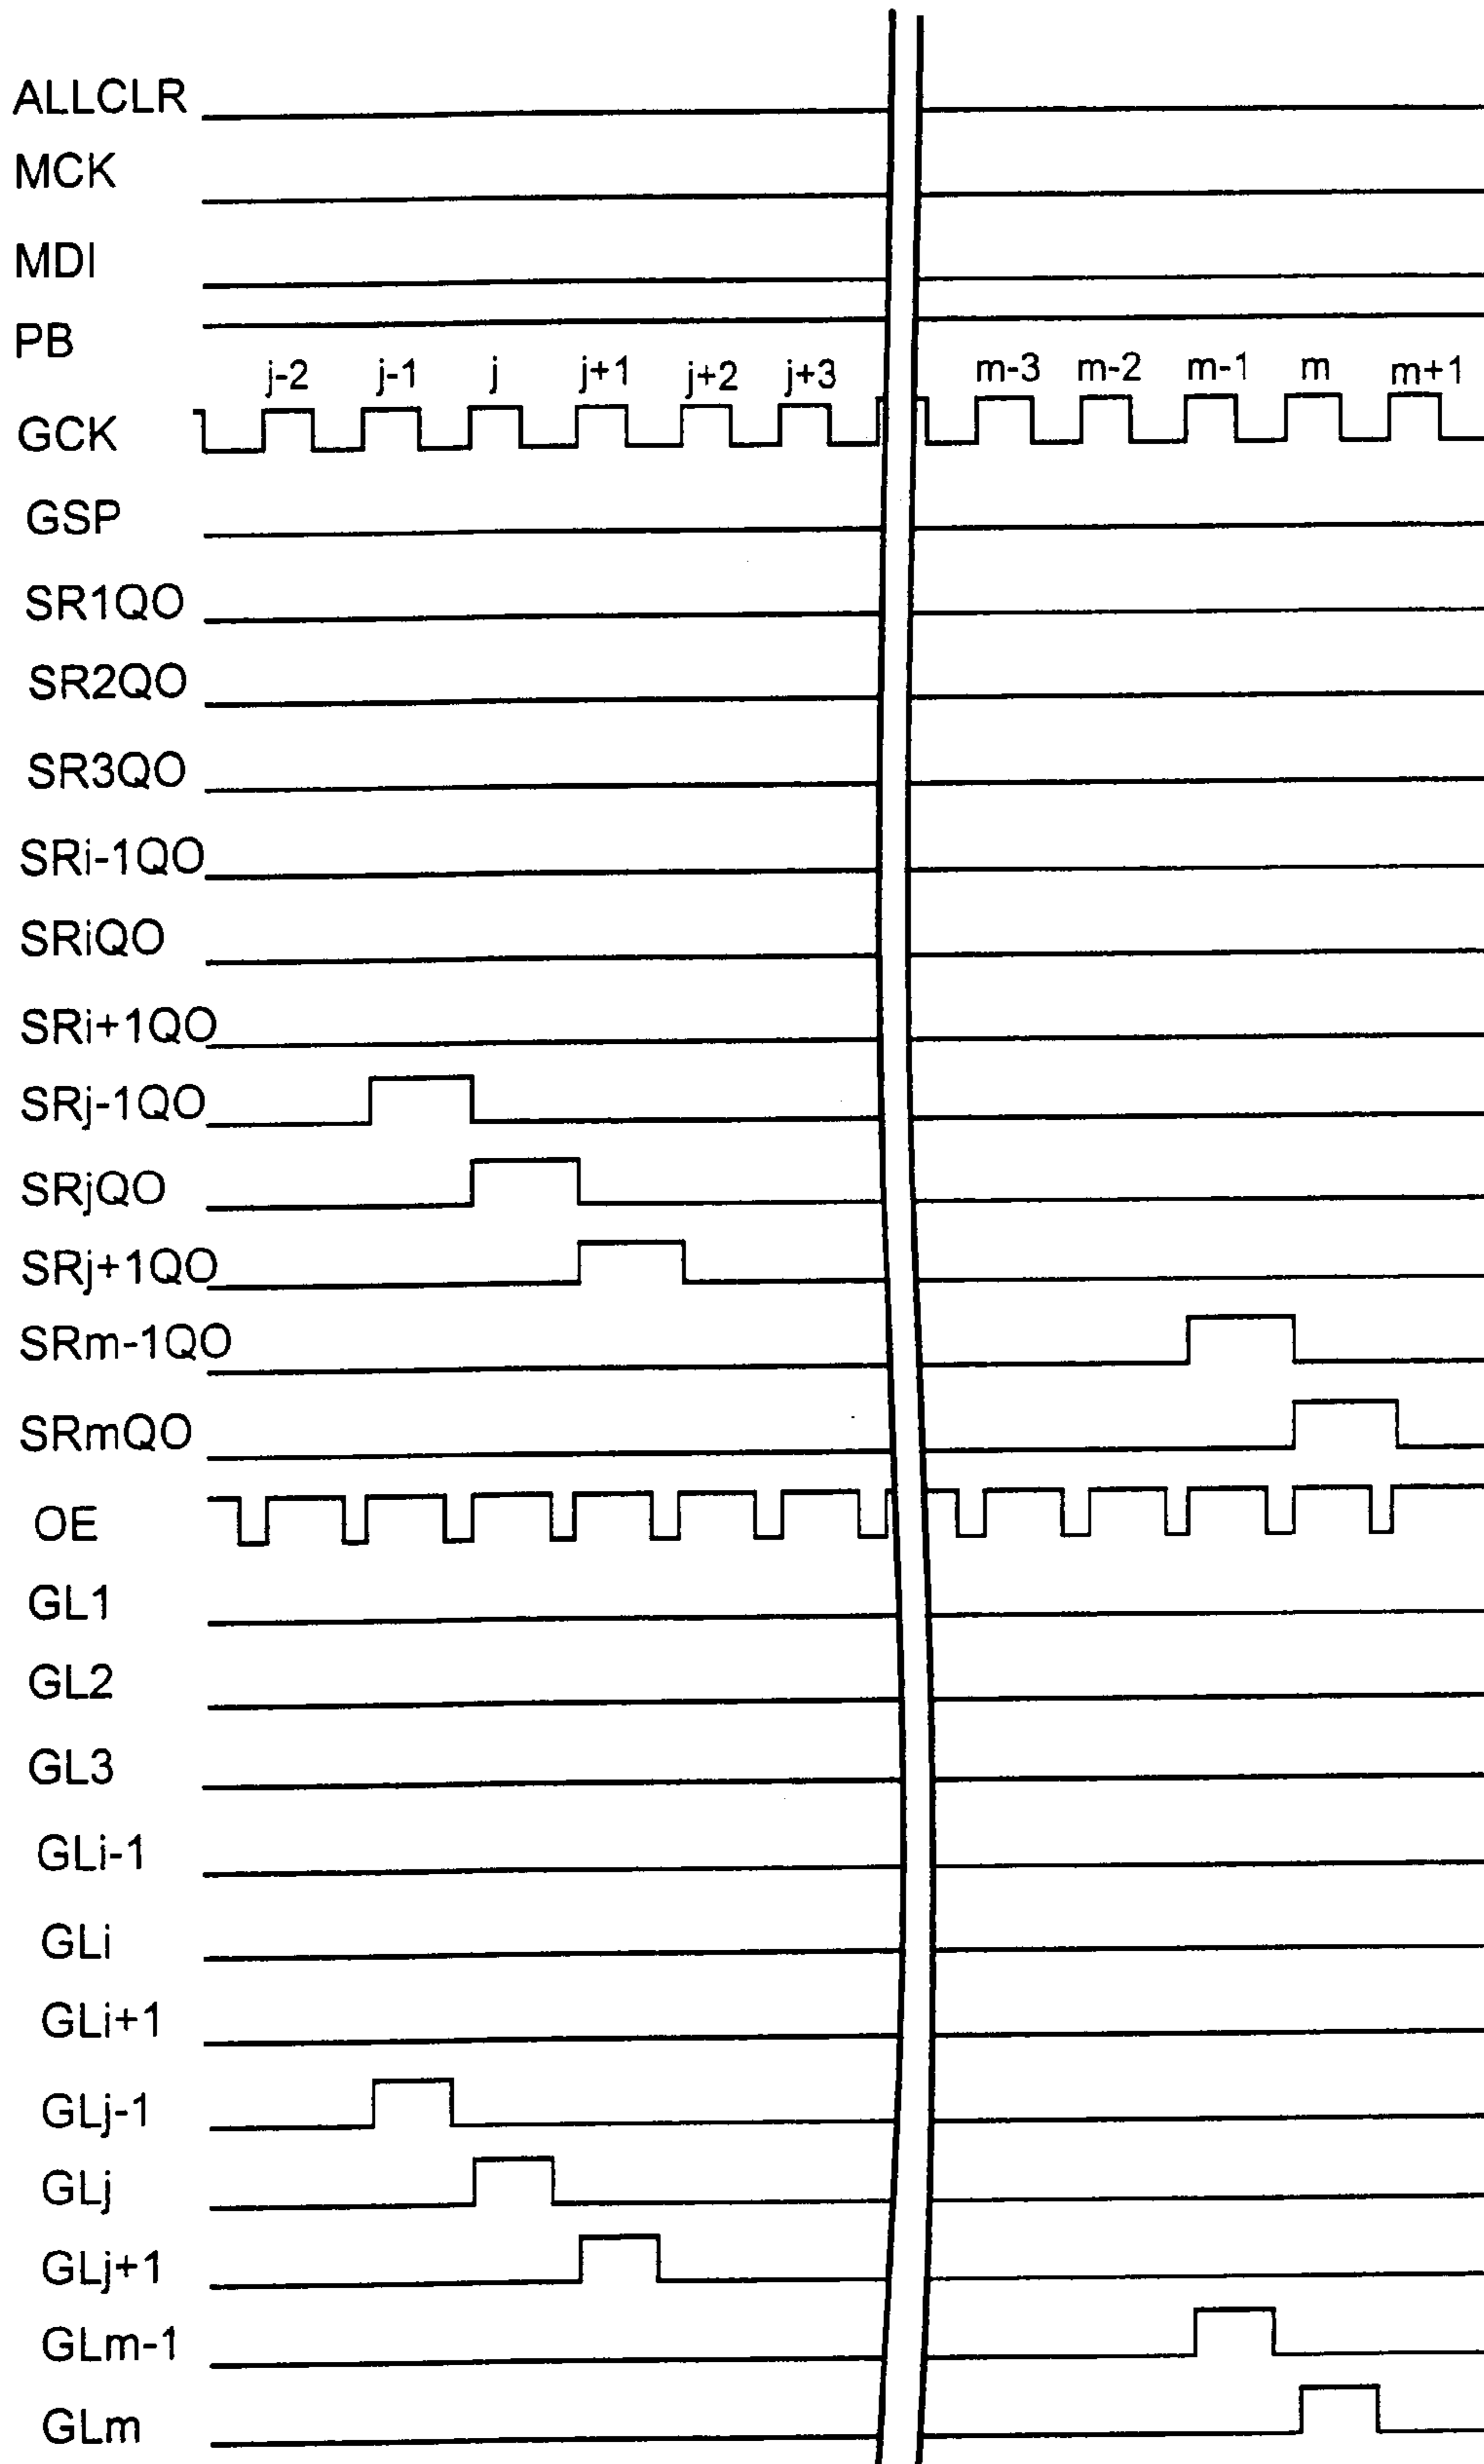 ALLCLR
MCK
MDI
PB
j-2 j-1 j j+1 j+2 j+3 m-3 m-2 m-1 m m+1
GCK
GSP
SR1QO
SR2QO
SR3QO
SRi-1QO
SRiQO
SRi+1QO
SRj-1QO
SRjQO
SRj+1QO
SRm-1QO
SRmQO
OE
GL1
GL2
GL3
GLi-1
GLi
GLi+1
GLj-1
GLj
GLj+1
GLm-1
GLm